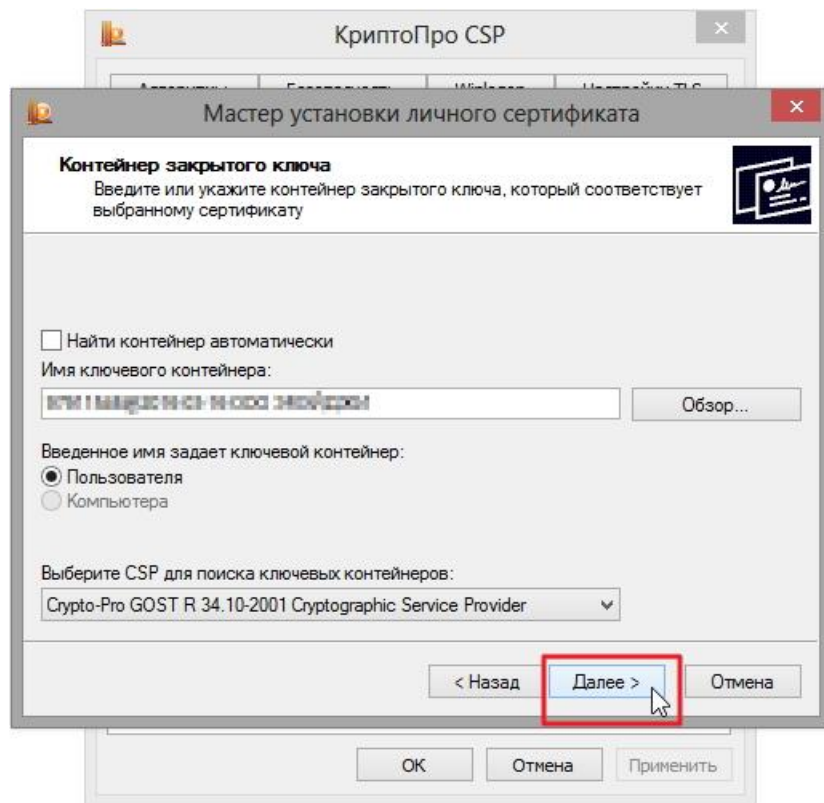 КриптоПро CSP
Мастер установки личного сертификата
Контейнер закрытого ключа
Введите или укажите контейнер закрытого ключа, который соответствует
выбранному сертификату
Найти контейнер автоматически
Имя ключевого контейнера:
Обзор...
Введенное имя задает ключевой контейнер:
Пользователя
Компьютера
Выберите CSP для поиска ключевых контейнеров:
Crypto-Pro GOST R 34.10-2001 Cryptographic Service Provider
< Назад
Далее >
Отмена
OK
Отмена
Применить